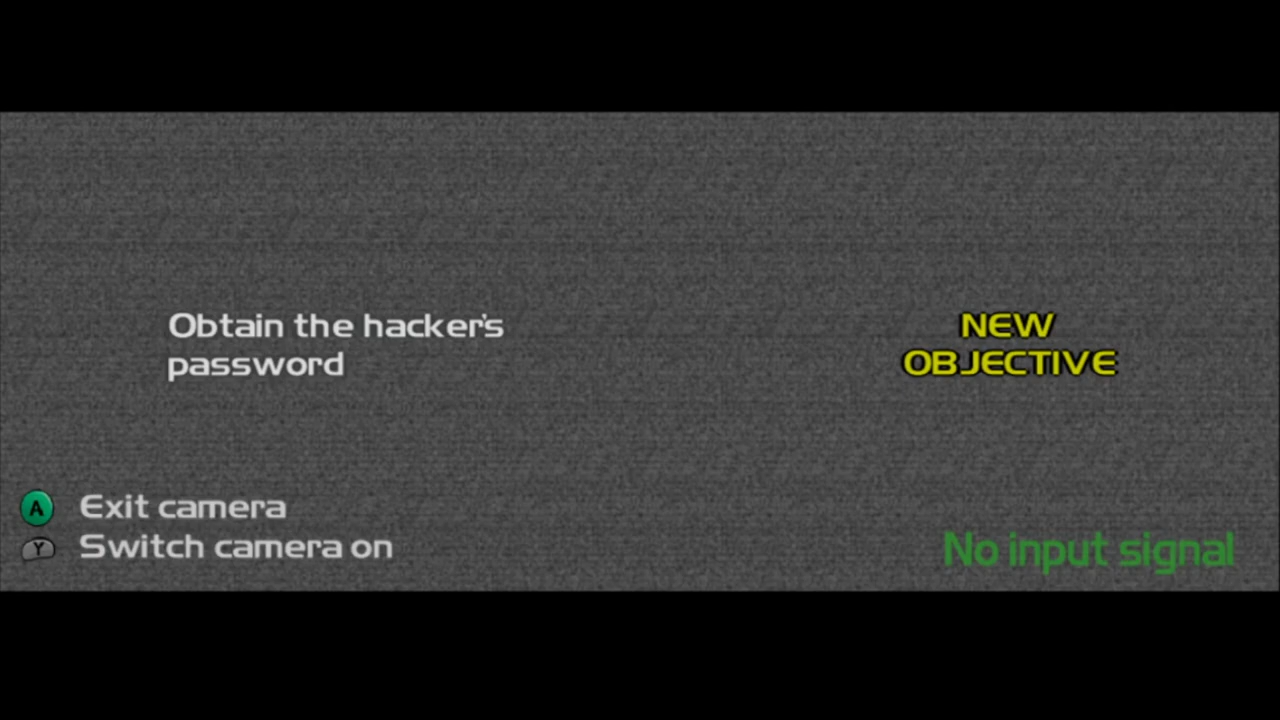 Obtain the hacker's
password
NEW
OBJECTIVE
A Exit camera
Y Switch camera on
No input signal